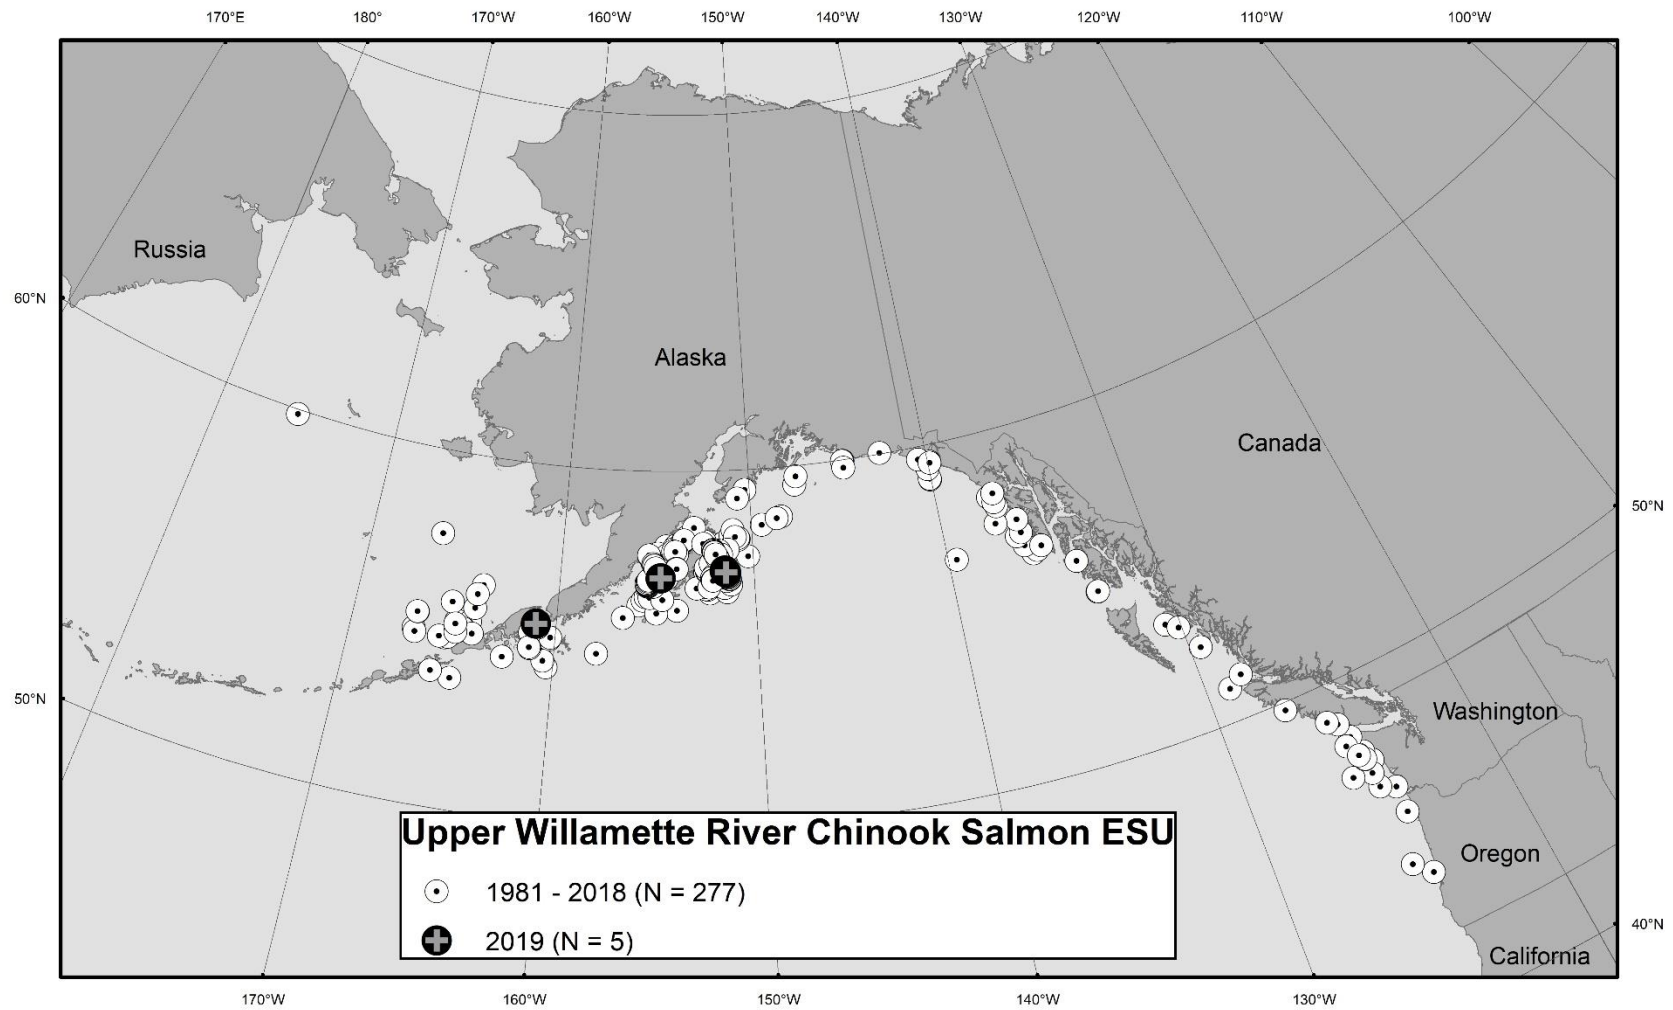 170°E 180° 170°W 160°W 150°W 140°W 130°W 120°W 110°W 100°W
Russia
60°N
Alaska
Canada
50°N
50°N
Washington
Upper Willamette River Chinook Salmon ESU
Oregon
1981 - 2018 (N = 277)
40°N
2019 (N = 5)
California
170°W 160°W 150°W 140°W 130°W